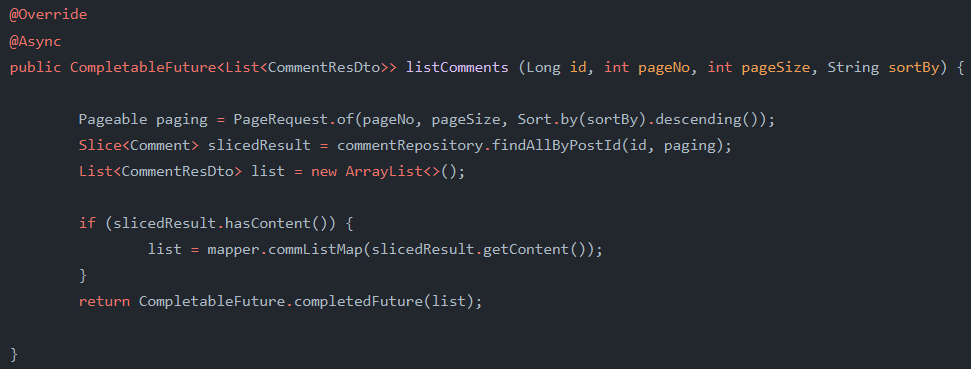 @Override
@Async
public CompletableFuture<List<CommentResDto>> listComments (Long id, int pageNo, int pageSize, String sortBy) {
Pageable paging = PageRequest.of(pageNo, pageSize, Sort.by(sortBy).descending());
Slice<Comment> slicedResult = commentRepository.findAllByPostId(id, paging);
List<CommentResDto> list = new ArrayList<>();
if (slicedResult.hasContent()) {
list = mapper.commListMap(slicedResult.getContent());
}
return CompletableFuture.completedFuture(list);
}